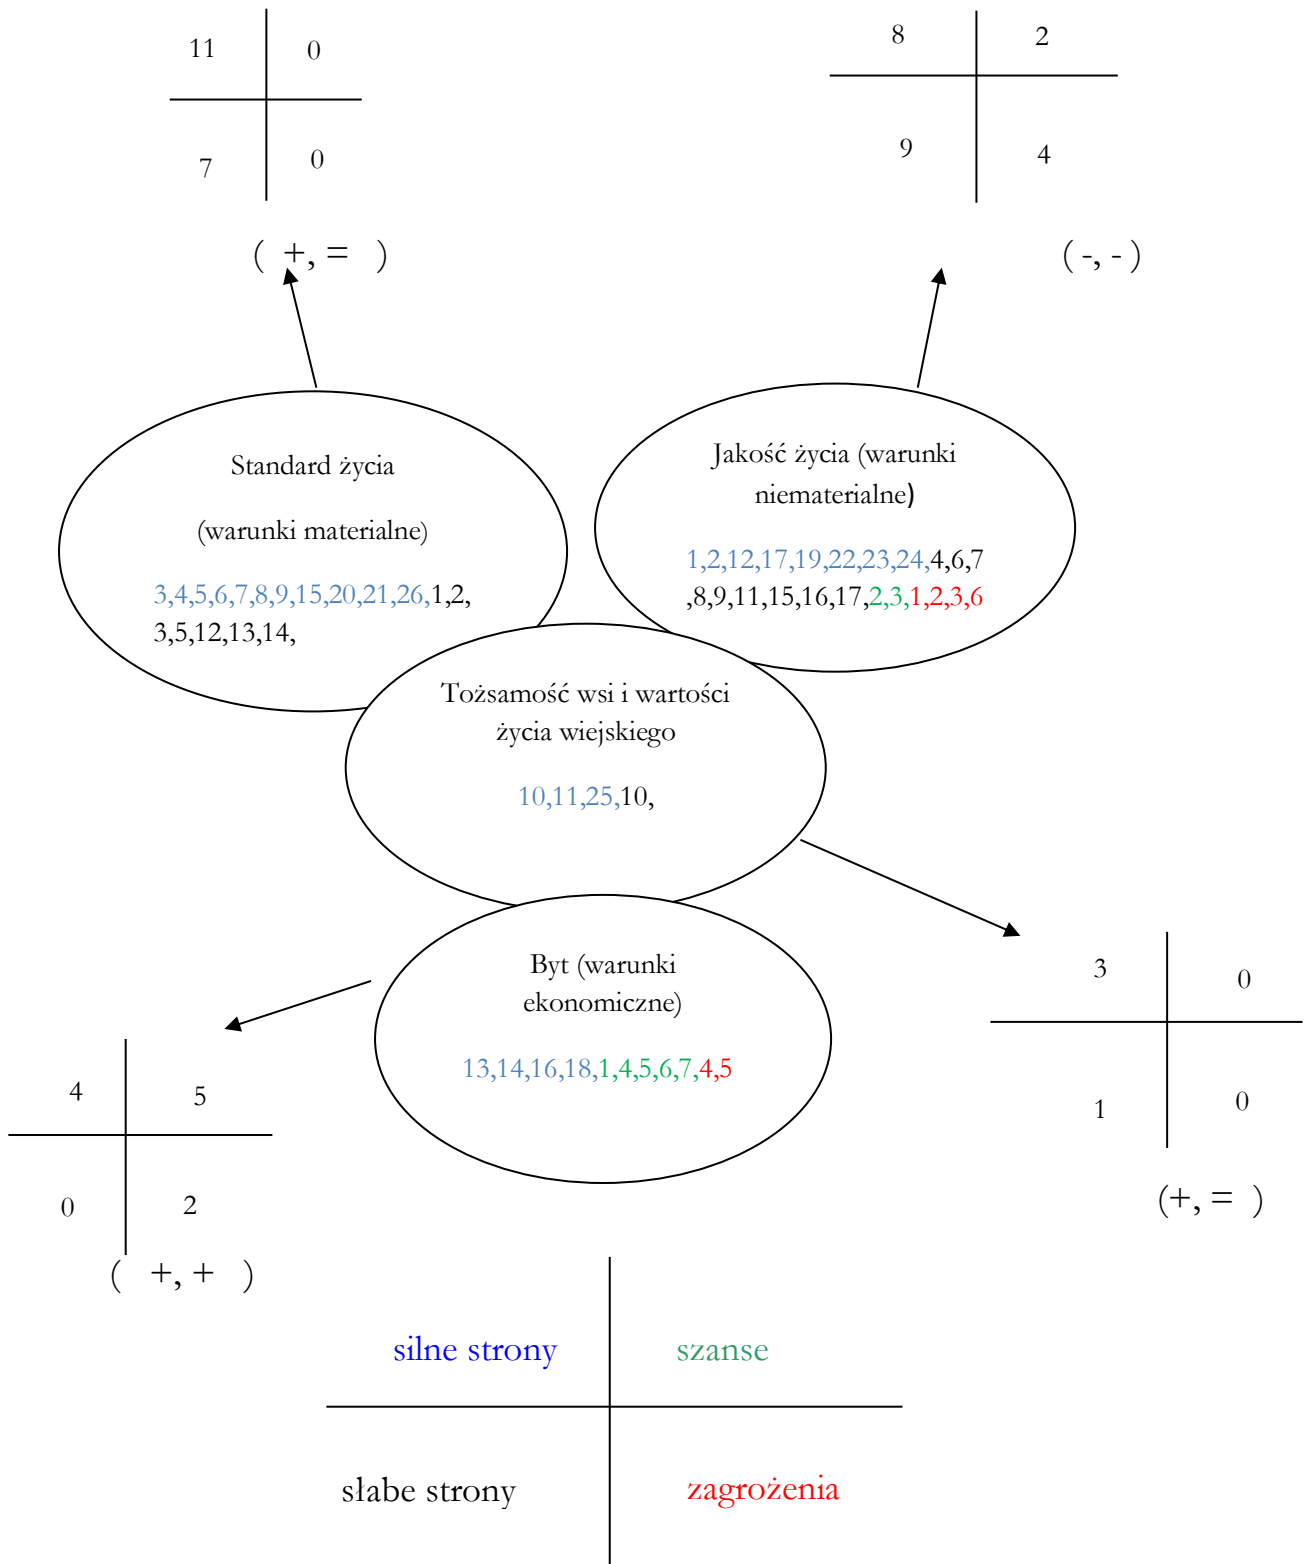 11 0
7 0
( +, = )
8 2
9 4
( -, - )
Standard życia
(warunki materialne)
3,4,5,6,7,8,9,15,20,21,26,1,2,
3,5,12,13,14,
Jakość życia (warunki
niematerialne)
1,2,12,17,19,22,23,24,4,6,7
,8,9,11,15,16,17,2,3,1,2,3,6
Tożsamość wsi i wartości
życia wiejskiego
10,11,25,10,
Byt (warunki
ekonomiczne)
13,14,16,18,1,4,5,6,7,4,5
3 0
1 0
(+, = )
4 5
0 2
( +, + )
silne strony szanse
słabe strony zagrożenia